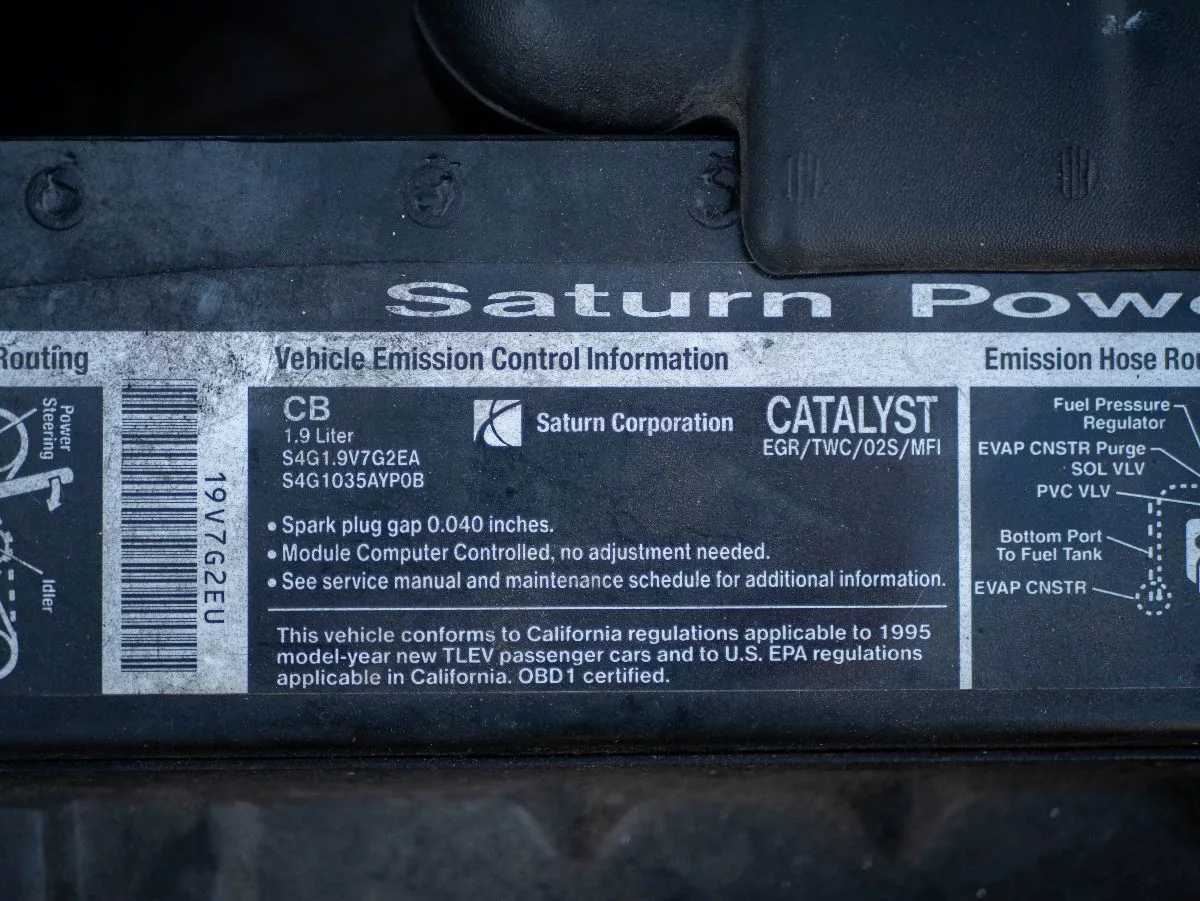 Saturn
Routing
Vehicle Emission Control Information
Emission Hose
Power
Steering
Idler
19V7G2EU
CB
1.9 Liter
S4G1.9V7G2EA
S4G1035AYP0B
Saturn Corporation
CATALYST
EGR/TWC/O2S/MFI
• Spark plug gap 0.040 inches.
• Module Computer Controlled, no adjustment needed.
• See service manual and maintenance schedule for additional information.
This vehicle conforms to California regulations applicable to 1995
model-year new TLEV passenger cars and to U.S. EPA regulations
applicable in California. OBD1 certified.
Fuel Pressure
Regulator
EVAP CNSTR Purge
SOL VLV
PVC VLV
Bottom Port
To Fuel Tank
EVAP CNSTR